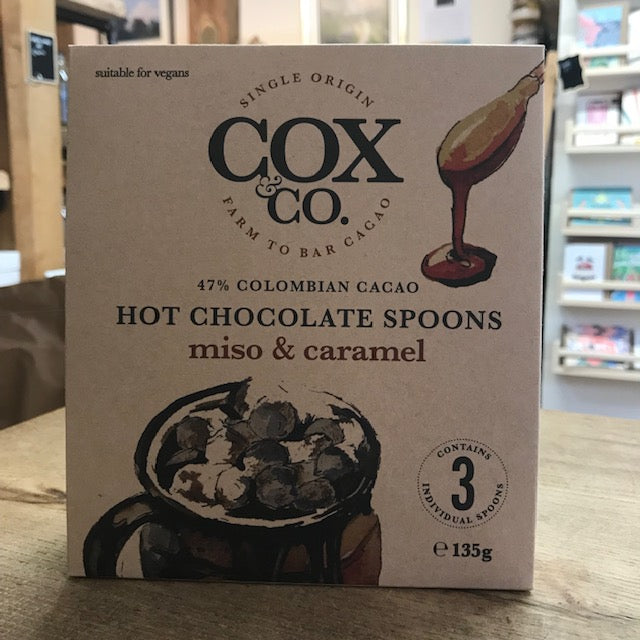 suitable for vegans
SINGLE ORIGIN
COX
& CO.
FARM TO BAR CACAO
47% COLOMBIAN CACAO
HOT CHOCOLATE SPOONS
miso & caramel
CONTAINS
3
INDIVIDUAL SPOONS
℮ 135g